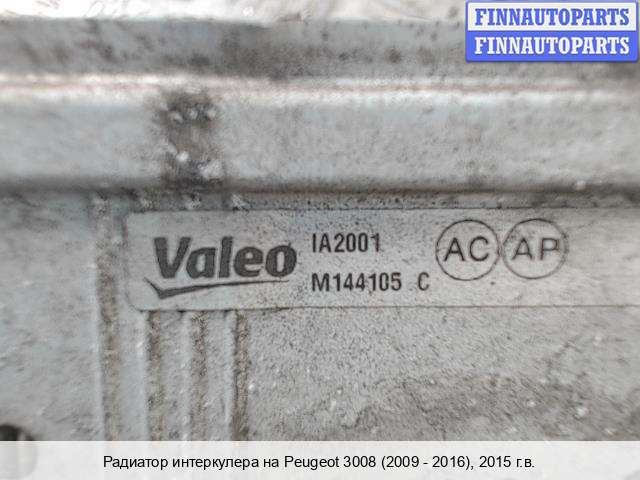 FINNAUTOPARTS
FINNAUTOPARTS
Valeo
IA2001
AC AP
M144105 C
Радиатор интеркулера на Peugeot 3008 (2009 - 2016), 2015 г.в.